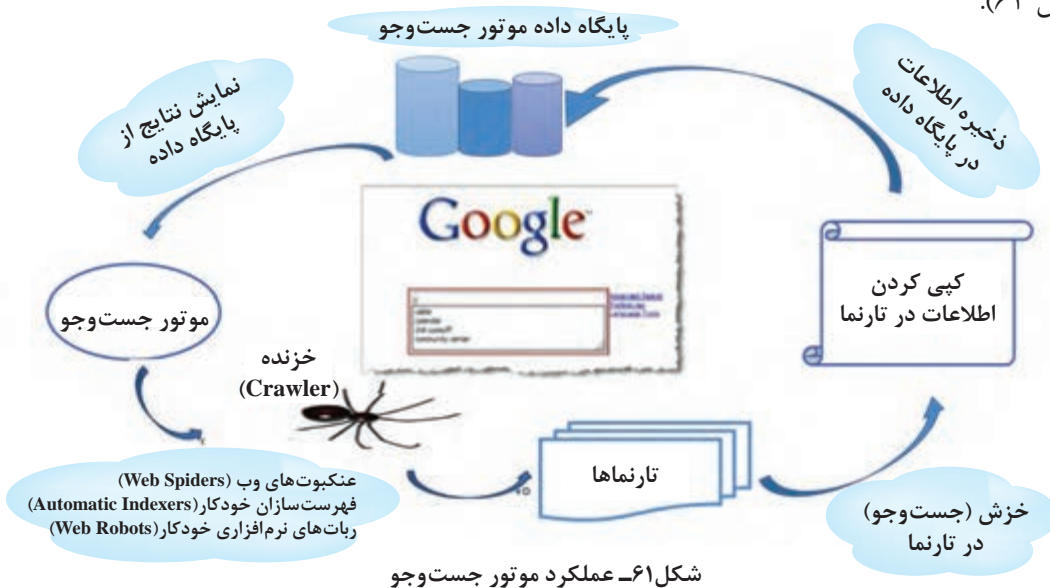 پایگاه داده موتور جست‌وجو
نمایش نتایج از
پایگاه داده
ذخیره اطلاعات
در پایگاه داده
Google
موتور جست‌وجو
کپی کردن
اطلاعات در تارنما
خزنده
(Crawler)
عنکبوت‌های وب (Web Spiders)
فهرست‌سازان خودکار(Automatic Indexers)
ربات‌های نرم‌افزاری خودکار(Web Robots)
تارنماها
خزش (جست‌وجو)
در تارنما
شکل۶۱ــ عملکرد موتور جست‌وجو